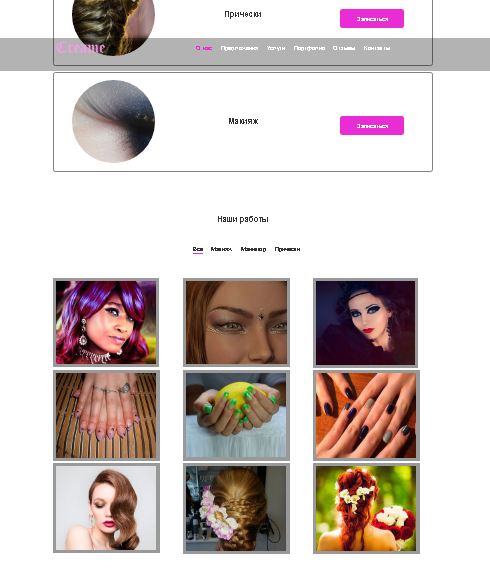 Прически
Записаться
Creame
О нас Предложения Услуги Портфолио Отзывы Контакты
Макияж
Записаться
Наши работы
Все Макияж Маникюр Прически